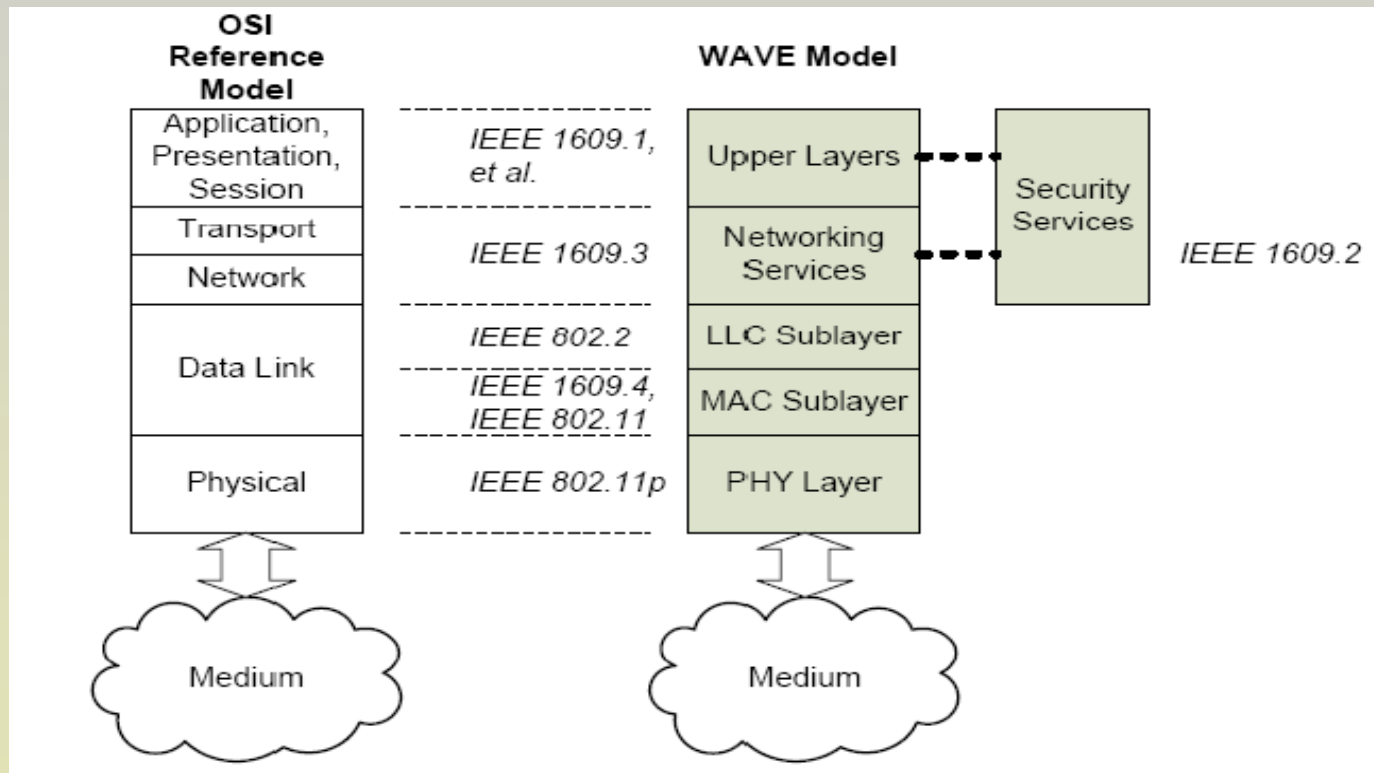 OSI
Reference
Model
WAVE Model
Application,
Presentation,
Session
Transport
Network
Data Link
Physical
Medium
IEEE 1609.1,
et al.
IEEE 1609.3
IEEE 802.2
IEEE 1609.4,
IEEE 802.11
IEEE 802.11p
Upper Layers
Networking
Services
LLC Sublayer
MAC Sublayer
PHY Layer
Medium
Security
Services
IEEE 1609.2